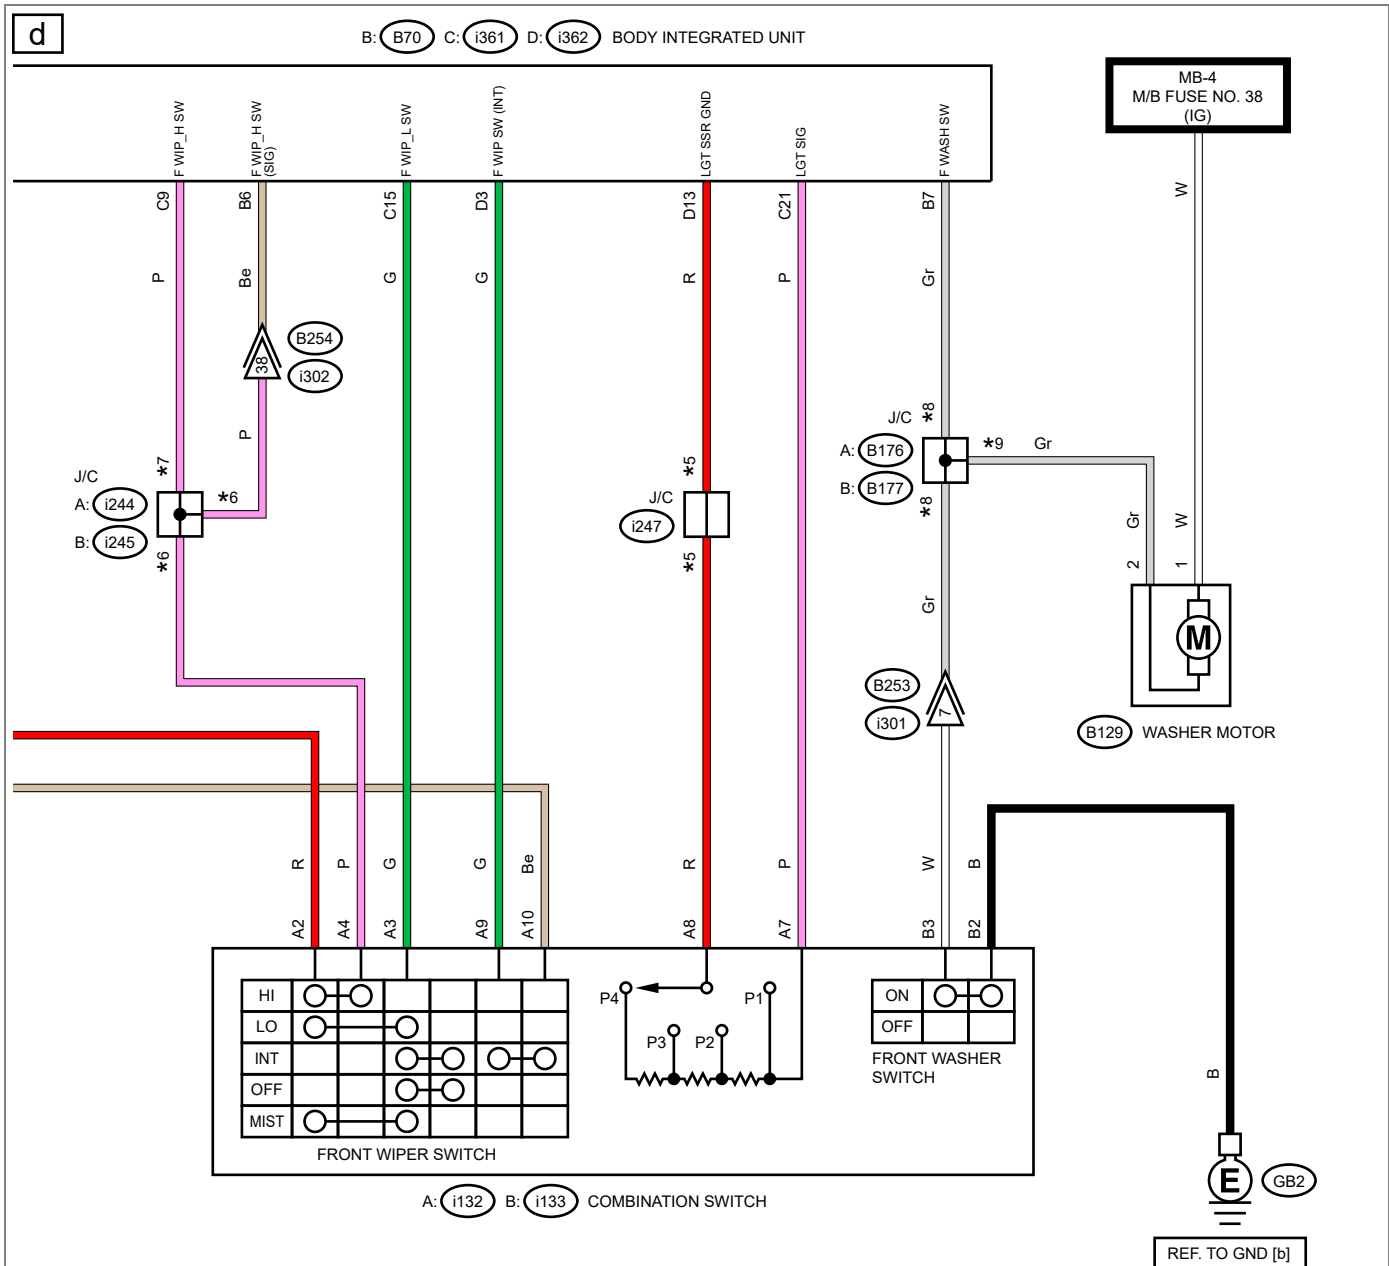 d
B: B70 C: i361 D: i362 BODY INTEGRATED UNIT
MB-4
M/B FUSE NO. 38
(IG)
F WIP_H SW
F WIP_H SW
(SIG)
F WIP_L SW
F WIP SW (INT)
LGT SSR GND
LGT SIG
F WASH SW
C9
B6
C15
D3
D13
C21
B7
W
P
Be
G
G
R
P
Gr
38
B254
i302
P
*7
*6
*6
J/C
A: i244
B: i245
*5
J/C
i247
*5
*8
J/C
A: B176
B: B177
*8
*9
Gr
Gr
W
2
1
M
B129 WASHER MOTOR
Gr
B253
i301
7
R
P
G
G
Be
R
P
W
B
A2
A4
A3
A9
A10
A8
A7
B3
B2
HI
LO
INT
OFF
MIST
FRONT WIPER SWITCH
P4
P3
P2
P1
ON
OFF
FRONT WASHER
SWITCH
B
E
GB2
REF. TO GND [b]
A: i132 B: i133 COMBINATION SWITCH